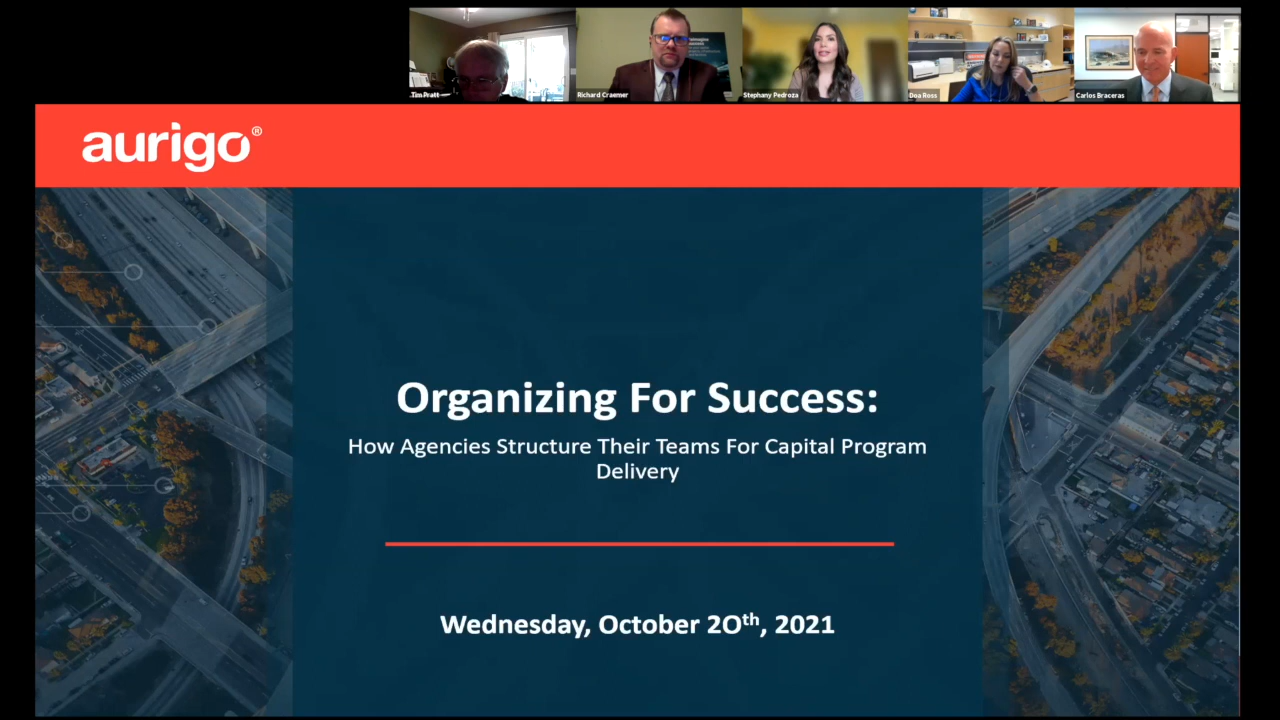 Tim Pratt
Richard Craemer
Stephany Pedroza
Dea Ross
Carlos Braceras
aurigo®
Organizing For Success:
How Agencies Structure Their Teams For Capital Program
Delivery
Wednesday, October 20th, 2021